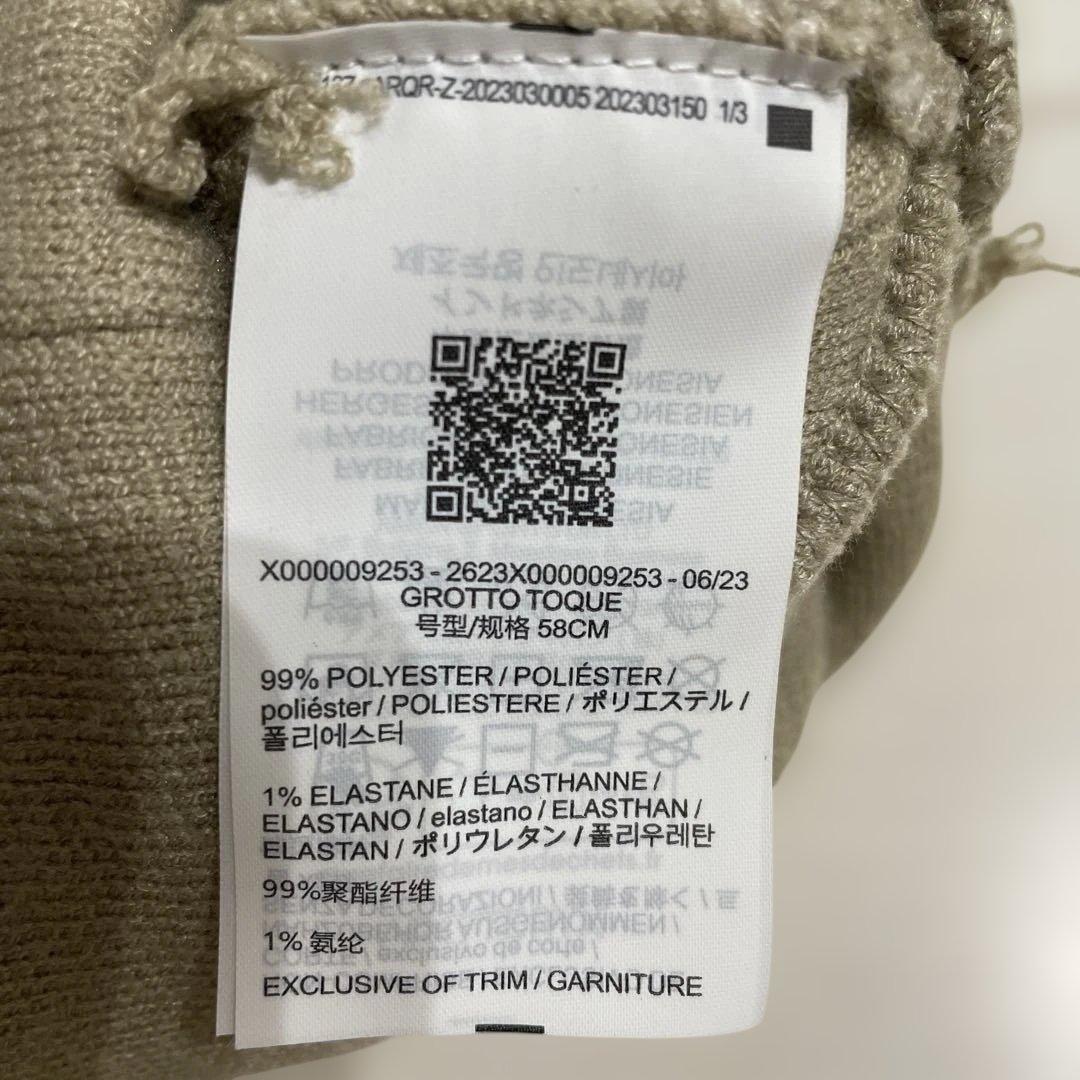 ARQR-Z-2023030005 202303150 1/3
X000009253 - 2623X000009253 - 06/23
GROTTO TOQUE
号型/规格 58CM
99% POLYESTER / POLIÉSTER /
poliéster / POLIESTERE / ポリエステル /
폴리에스터
1% ELASTANE / ÉLASTHANNE /
ELASTANO / elastano / ELASTHAN /
ELASTAN / ポリウレタン / 폴리우레탄
99%聚酯纤维
1% 氨纶
EXCLUSIVE OF TRIM / GARNITURE